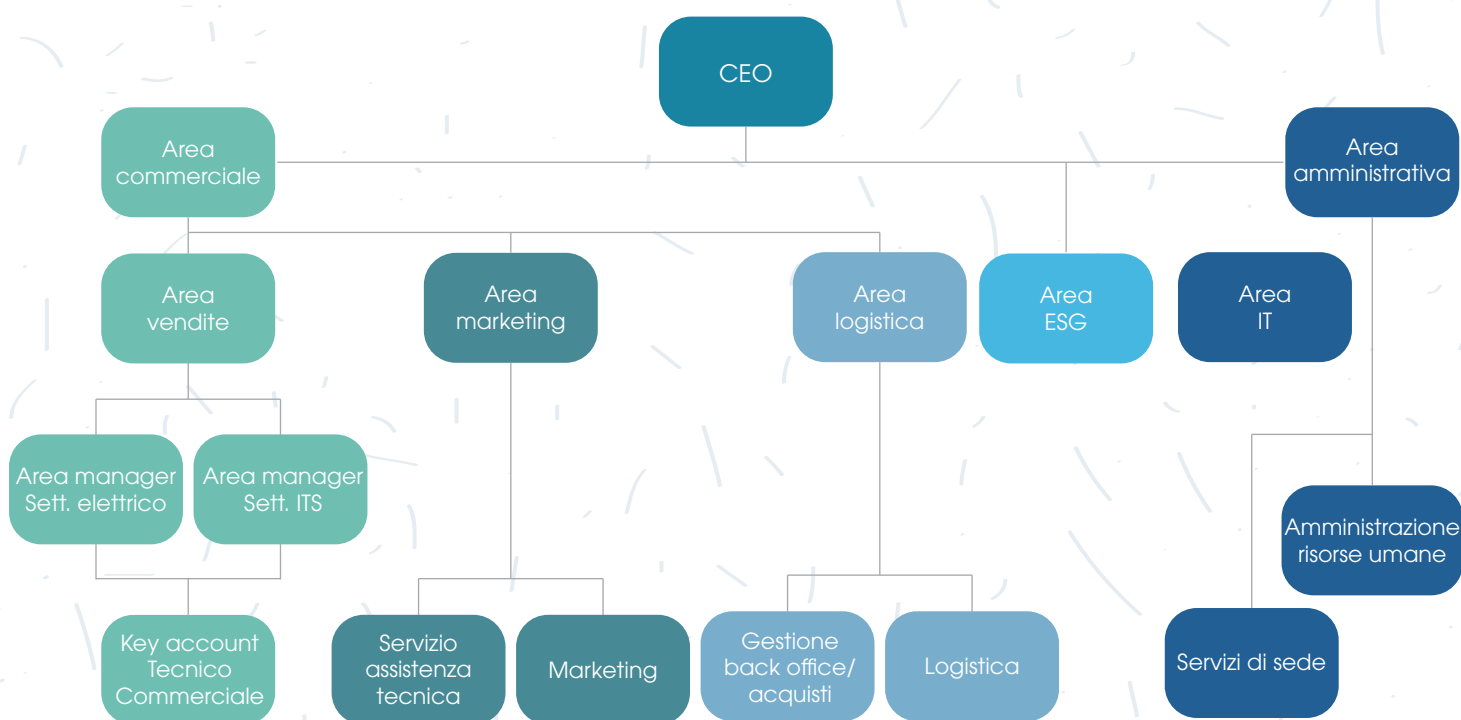 CEO
Area
commerciale
Area
amministrativa
Area
vendite
Area
marketing
Area
logistica
Area
ESG
Area
IT
Area manager
Sett. elettrico
Area manager
Sett. ITS
Amministrazione
risorse umane
Key account
Tecnico
Commerciale
Servizio
assistenza
tecnica
Marketing
Gestione
back office/
acquisti
Logistica
Servizi di sede